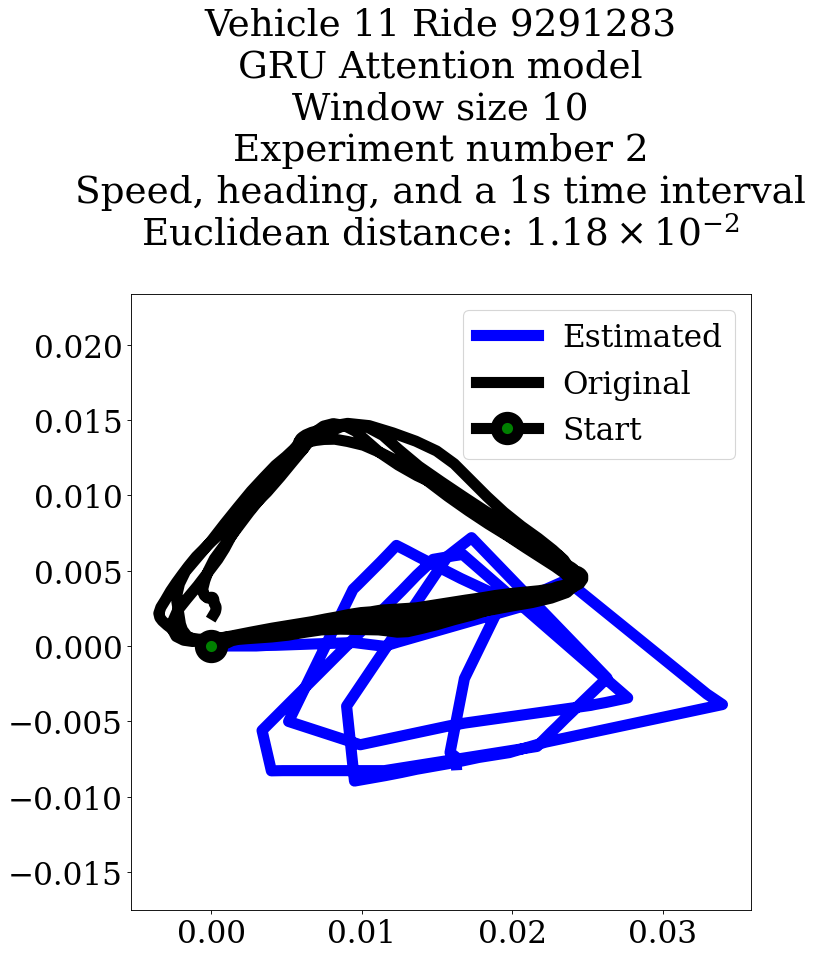 Vehicle 11 Ride 9291283
GRU Attention model
Window size 10
Experiment number 2
Speed, heading, and a 1s time interval
Euclidean distance: 1.18 × 10⁻²
Estimated
Original
Start
0.020
0.015
0.010
0.005
0.000
−0.005
−0.010
−0.015
0.00 0.01 0.02 0.03